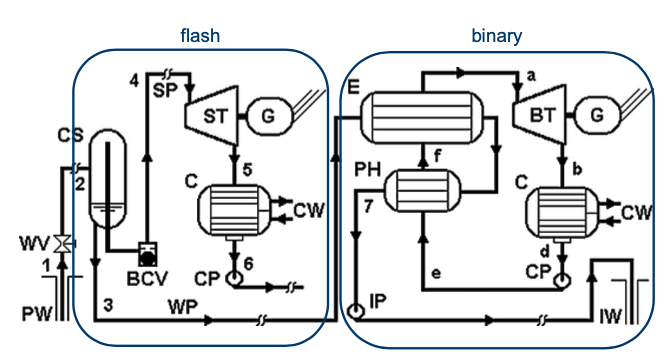 flash
binary
4
SP
a
E
ST
G
BT
G
CS
f
5
b
2
PH
C
C
7
CW
CW
WV
d
1
BCV
CP
6
e
CP
PW
3
WP
IP
IW